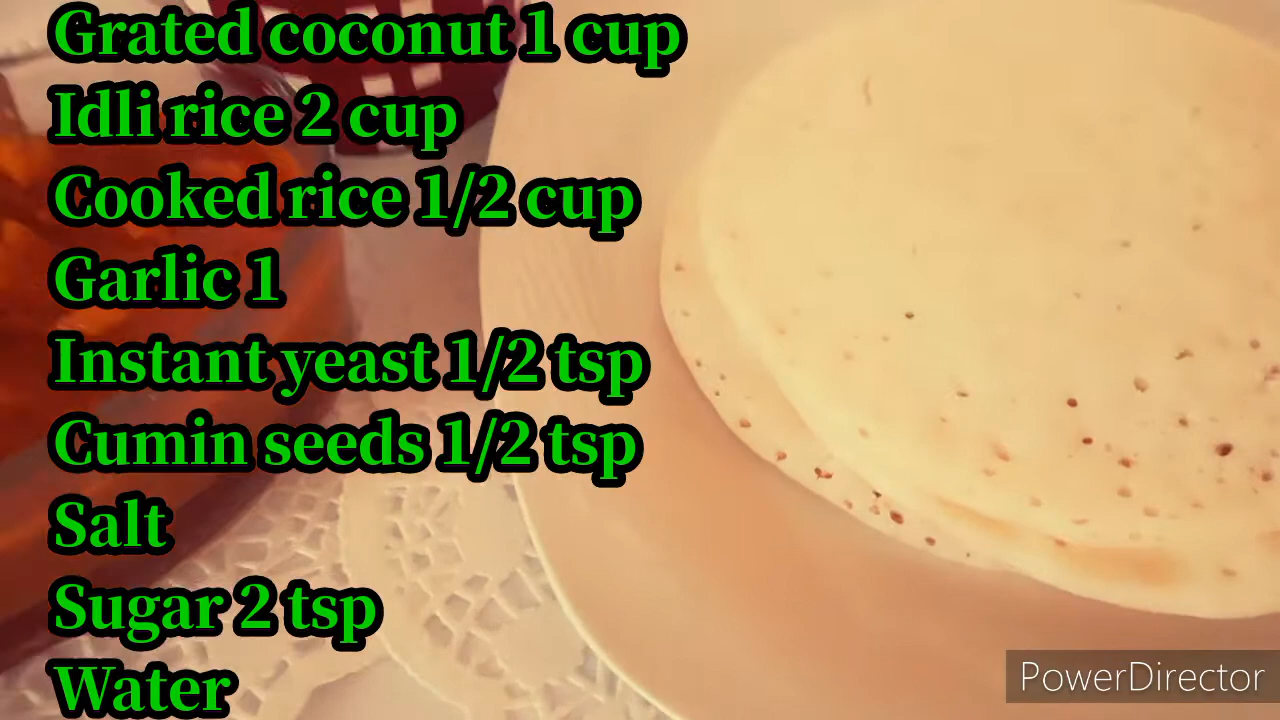 Grated coconut 1 cup
Idli rice 2 cup
Cooked rice 1/2 cup
Garlic 1
Instant yeast 1/2 tsp
Cumin seeds 1/2 tsp
Salt
Sugar 2 tsp
Water
PowerDirector